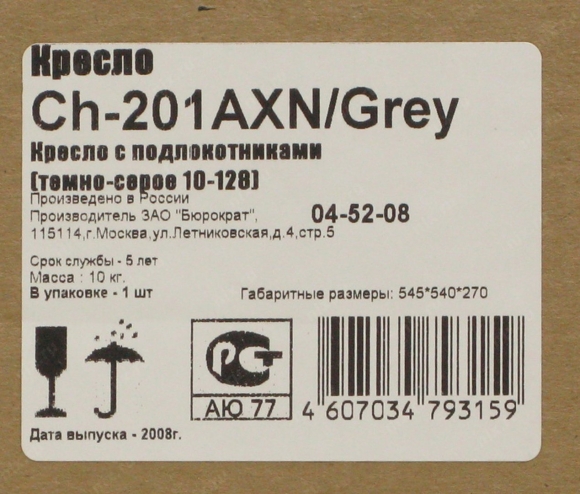 Кресло
Ch-201AXN/Grey
Кресло с подлокотниками
(темно-серое 10-128)
Произведено в России
Производитель ЗАО "Бюрократ", 04-52-08
115114,г.Москва,ул.Летниковская,д.4,стр.5
Срок службы - 5 лет
Масса : 10 кг.
В упаковке - 1 шт Габаритные размеры: 545*540*270
РСТ
АЮ 77
4 607034 793159
Дата выпуска - 2008г.